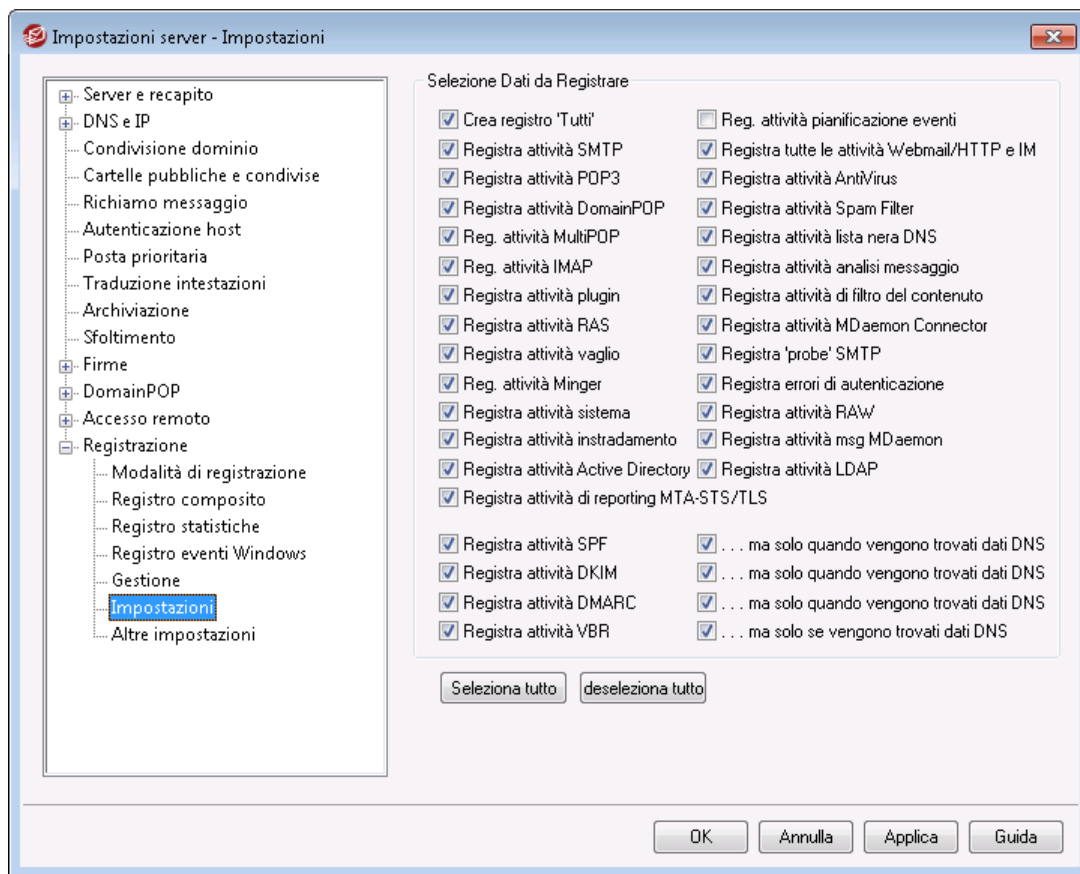 Impostazioni server - Impostazioni
Server e recapito
DNS e IP
Condivisione dominio
Cartelle pubbliche e condivise
Richiamo messaggio
Autenticazione host
Posta prioritaria
Traduzione intestazioni
Archiviazione
Sfoltimento
Firme
DomainPOP
Accesso remoto
Registrazione
Modalità di registrazione
Registro composito
Registro statistiche
Registro eventi Windows
Gestione
Impostazioni
Altre impostazioni
Selezione Dati da Registrare
Crea registro 'Tutti'
Registra attività SMTP
Registra attività POP3
Registra attività DomainPOP
Reg. attività MultiPOP
Reg. attività IMAP
Registra attività plugin
Registra attività RAS
Registra attività vaglio
Reg. attività Minger
Registra attività sistema
Registra attività instradamento
Registra attività Active Directory
Registra attività di reporting MTA-STS/TLS
Reg. attività pianificazione eventi
Registra tutte le attività Webmail/HTTP e IM
Registra attività AntiVirus
Registra attività Spam Filter
Registra attività lista nera DNS
Registra attività analisi messaggio
Registra attività di filtro del contenuto
Registra attività MDaemon Connector
Registra 'probe' SMTP
Registra errori di autenticazione
Registra attività RAW
Registra attività msg MDaemon
Registra attività LDAP
Registra attività SPF
. . . ma solo quando vengono trovati dati DNS
Registra attività DKIM
. . . ma solo quando vengono trovati dati DNS
Registra attività DMARC
. . . ma solo quando vengono trovati dati DNS
Registra attività VBR
. . . ma solo se vengono trovati dati DNS
Seleziona tutto
deseleziona tutto
OK
Annulla
Applica
Guida